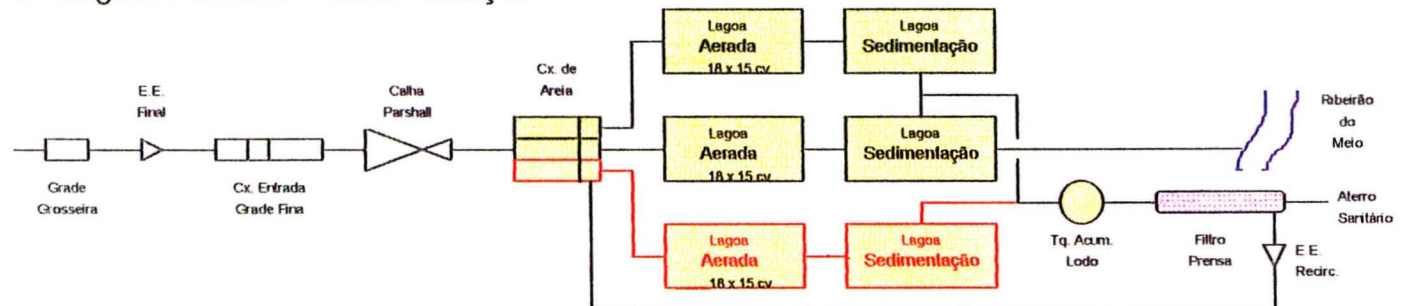 Lagoa
Aerada
18 x 15 cv
Lagoa
Sedimentação
Cx. de
Areia
E.E.
Final
Calha
Parshall
Ribeirão
do
Meio
Lagoa
Aerada
18 x 15 cv
Lagoa
Sedimentação
Grade
Grosseira
Cx. Entrada
Grade Fina
Aterro
Sanitário
Lagoa
Aerada
18 x 15 cv
Lagoa
Sedimentação
Tq. Acum.
Lodo
Filtro
Prensa
E.E.
Recirc.